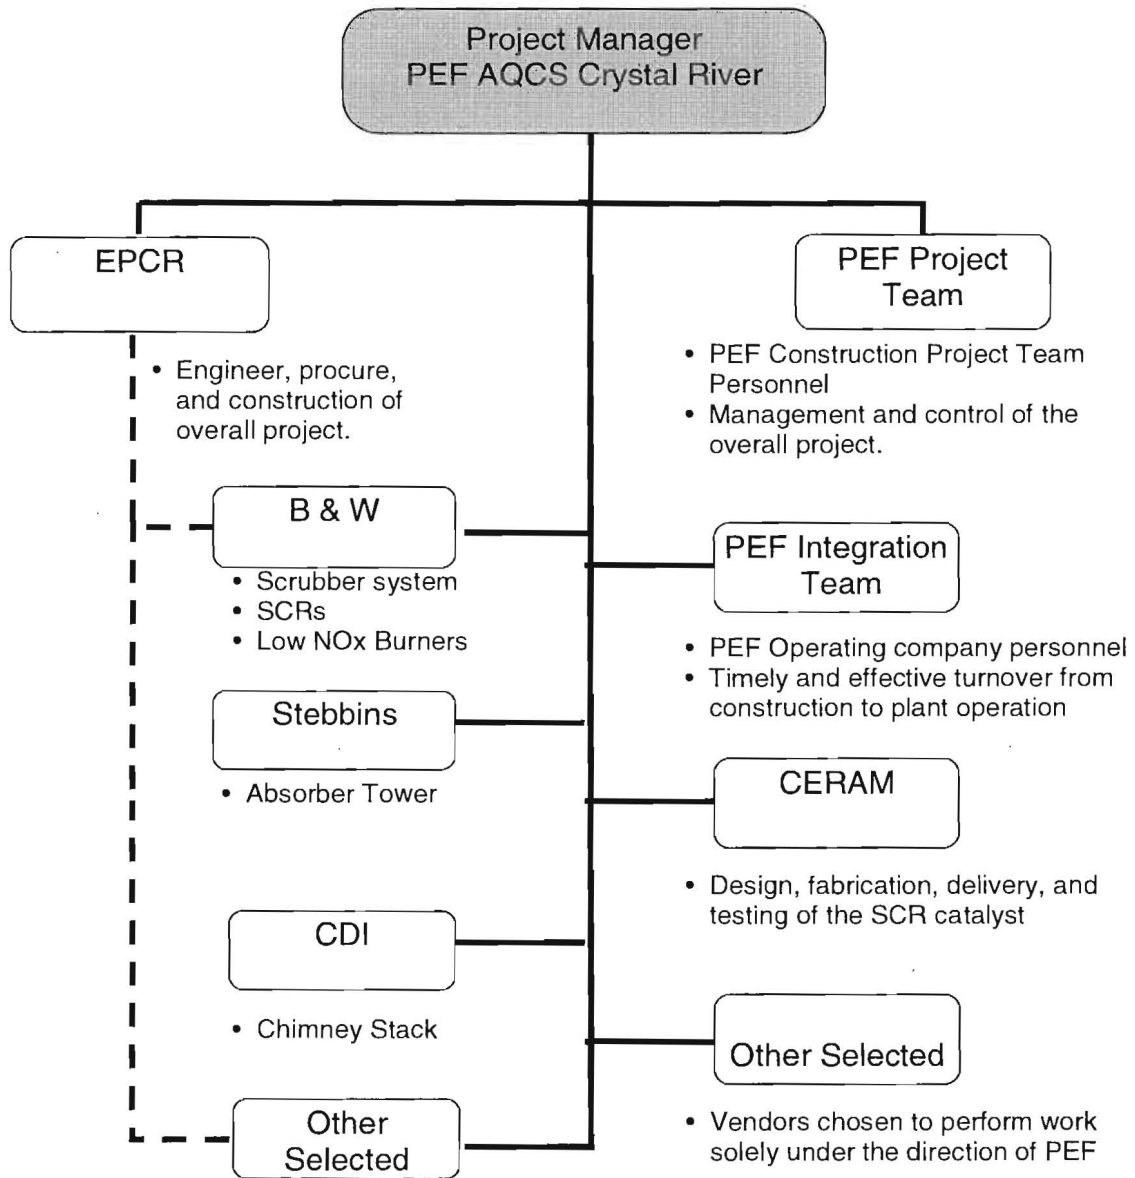 Project Manager
PEF AQCS Crystal River
EPCR
• Engineer, procure,
and construction of
overall project.
PEF Project
Team
• PEF Construction Project Team
Personnel
• Management and control of the
overall project.
B & W
• Scrubber system
• SCRs
• Low NOx Burners
PEF Integration
Team
• PEF Operating company personnel
• Timely and effective turnover from
construction to plant operation
Stebbins
• Absorber Tower
CERAM
• Design, fabrication, delivery, and
testing of the SCR catalyst
CDI
• Chimney Stack
Other Selected
• Vendors chosen to perform work
solely under the direction of PEF
Other
Selected